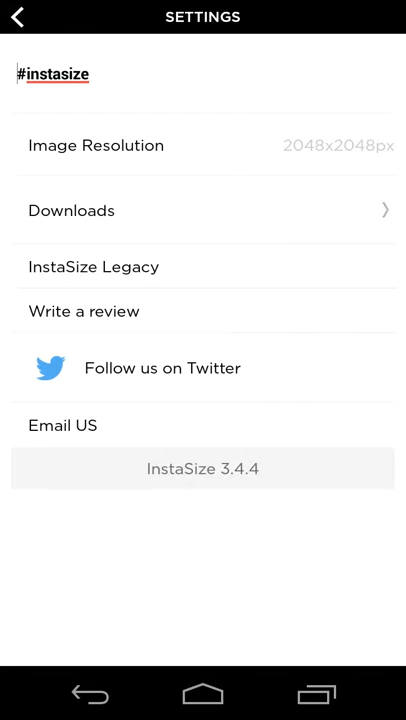 SETTINGS
#instasize
Image Resolution 2048x2048px
Downloads
InstaSize Legacy
Write a review
Follow us on Twitter
Email US
InstaSize 3.4.4